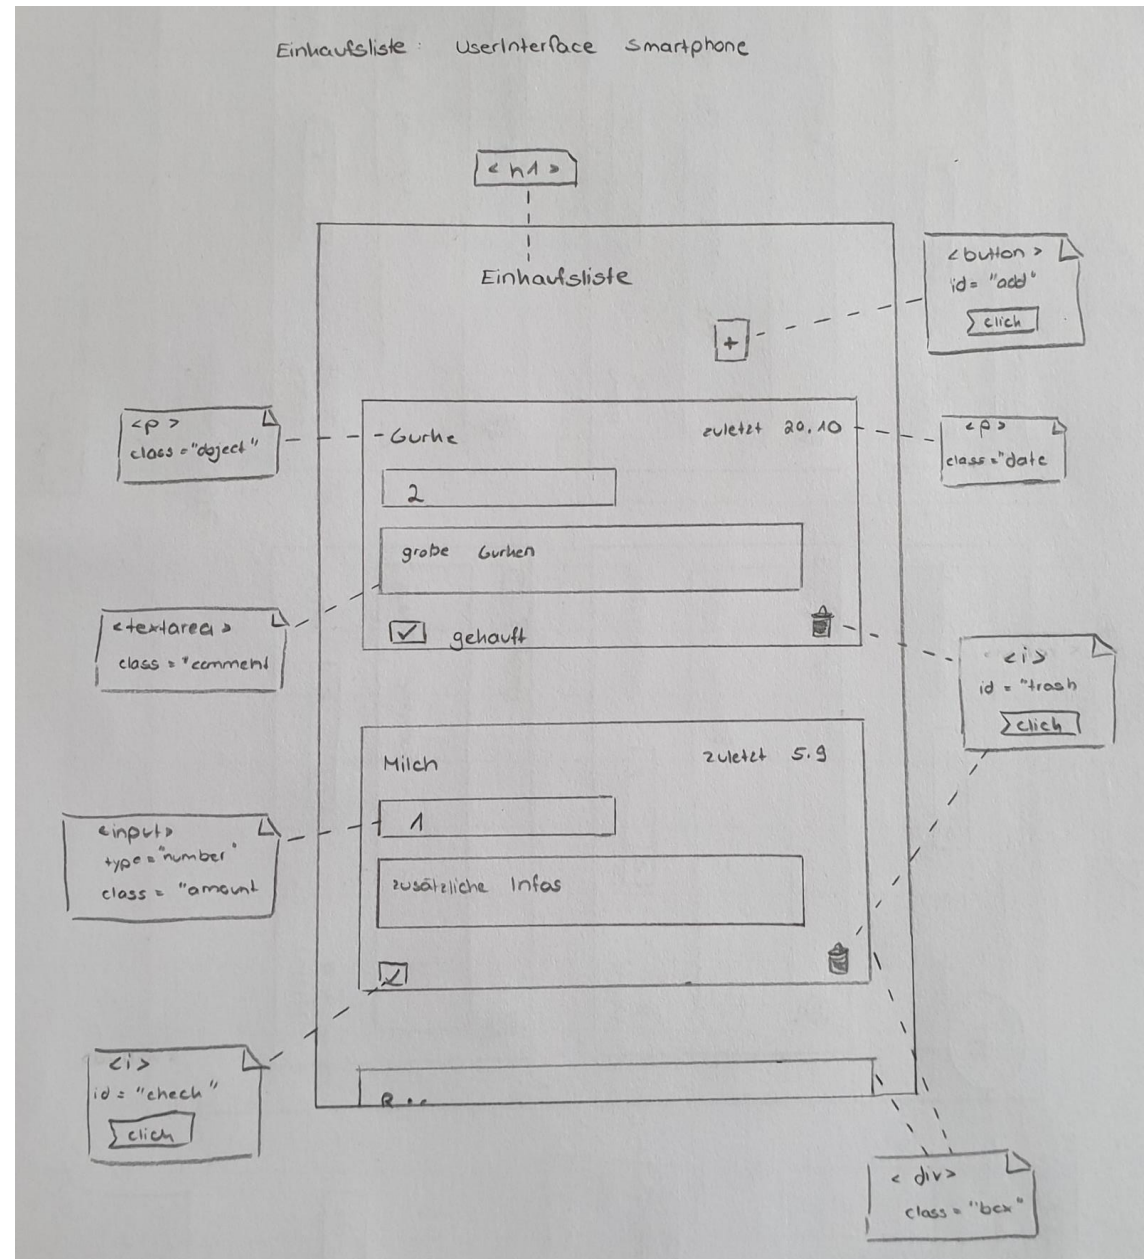 Einkaufsliste: UserInterface Smartphone
<h1>
Einkaufsliste
<button>
id= "add"
click
+
<p>
class="object"
Gurke
zuletzt 20.10
<p>
class="date
2
große Gurken
<textarea>
class="comment
gekauft
<i>
id="trash
click
Milch
zuletzt 5.9
<input>
type="number"
class= "amount
1
zusätzliche Infos
<i>
id= "check"
click
<div>
class="box"